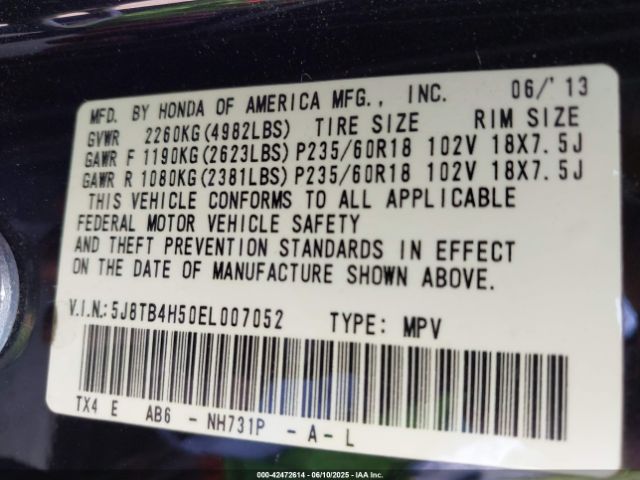 MFD. BY HONDA OF AMERICA MFG., INC. 06/'13
GVWR 2260KG(4982LBS) TIRE SIZE RIM SIZE
GAWR F 1190KG(2623LBS) P235/60R18 102V 18X7.5J
GAWR R 1080KG(2381LBS) P235/60R18 102V 18X7.5J
THIS VEHICLE CONFORMS TO ALL APPLICABLE
FEDERAL MOTOR VEHICLE SAFETY
AND THEFT PREVENTION STANDARDS IN EFFECT
ON THE DATE OF MANUFACTURE SHOWN ABOVE.
V.I.N.:5J8TB4H50EL007052 TYPE: MPV
TX4 E AB6 - NH731P - A - L
000-42472614 | 06/10/2025 - IAA Inc.